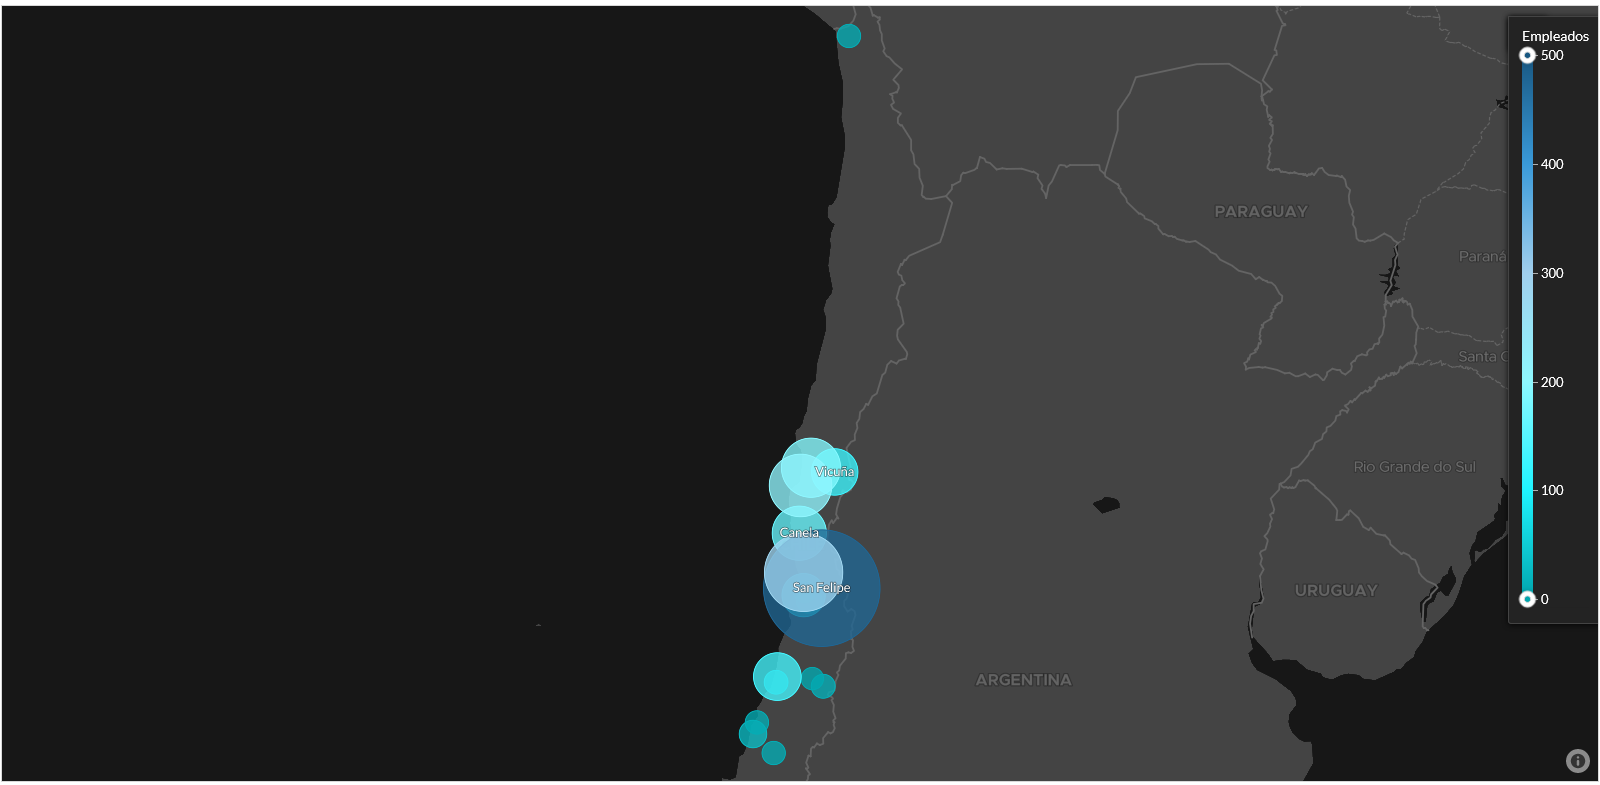 Empleados
500
400
PARAGUAY
Paraná
300
Santa C
200
Rio Grande do Sul
Vicuña
100
Canela
San Felipe
URUGUAY
0
ARGENTINA